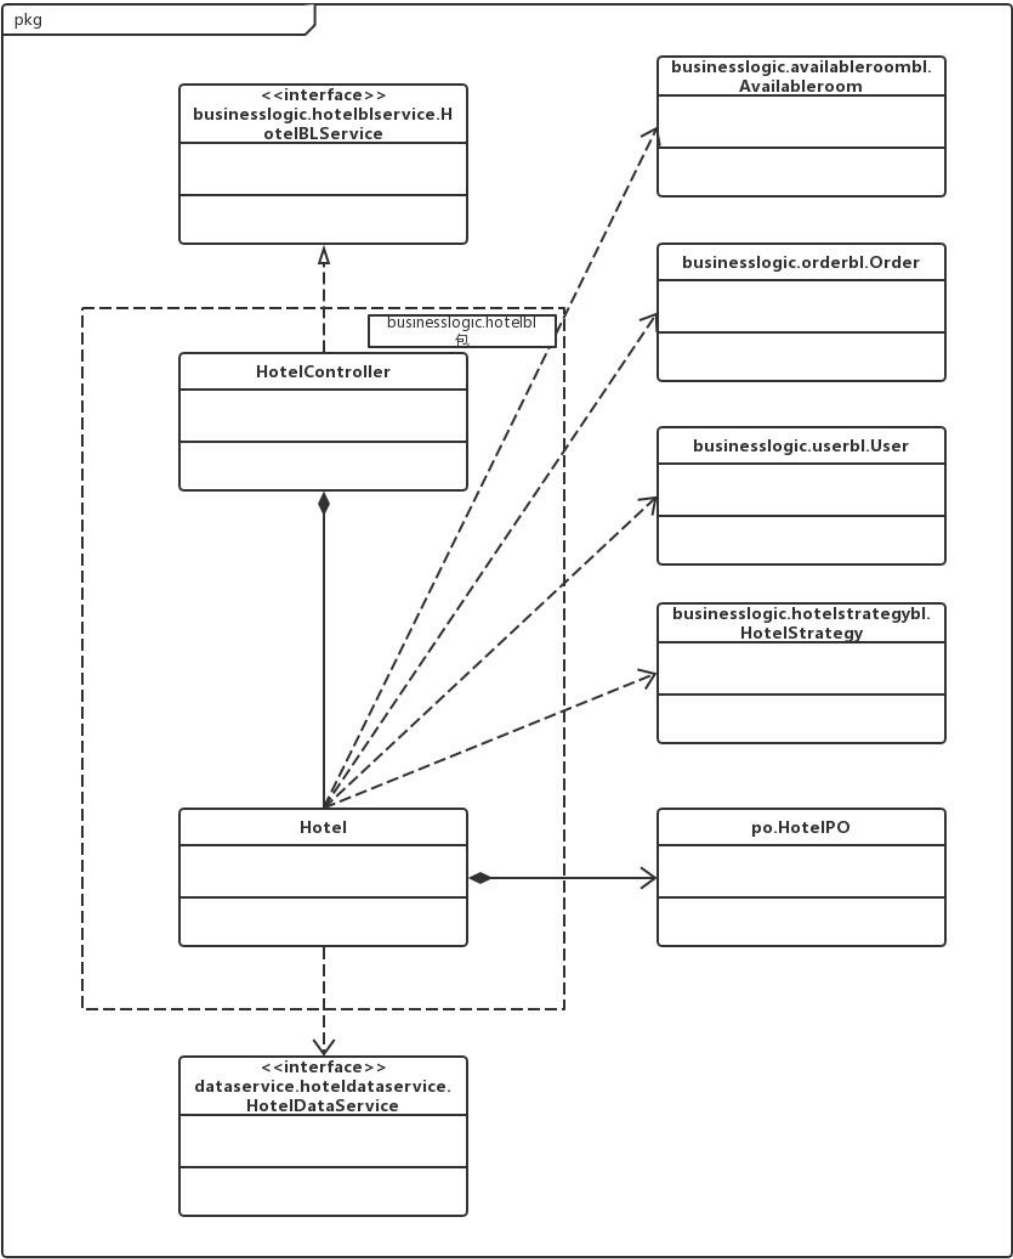 pkg
<<interface>>
businesslogic.hotelblservice.H
otelBLService
businesslogic.availableroombl.
Availableroom
businesslogic.orderbl.Order
businesslogic.hotelbl
包
HotelController
businesslogic.userbl.User
businesslogic.hotelstrategybl.
HotelStrategy
Hotel
po.HotelPO
<<interface>>
dataservice.hoteldataservice.
HotelDataService